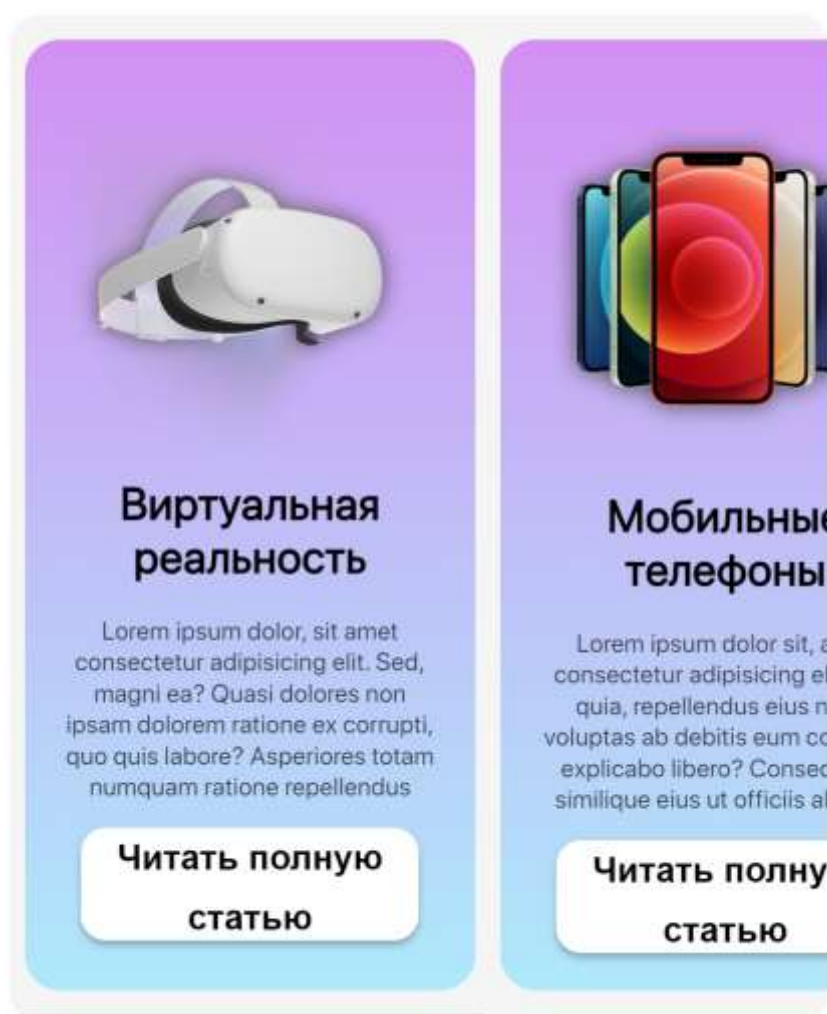 Виртуальная
реальность
Lorem ipsum dolor, sit amet
consectetur adipisicing elit. Sed,
magni ea? Quasi dolores non
ipsam dolorem ratione ex corrupti,
quo quis labore? Asperiores totam
numquam ratione repellendus
Читать полную
статью
Мобильные
телефоны
Lorem ipsum dolor sit,
consectetur adipisicing
quia, repellendus eius
voluptas ab debitis eum
explicabo libero?
similique eius ut officiis
Читать
статью